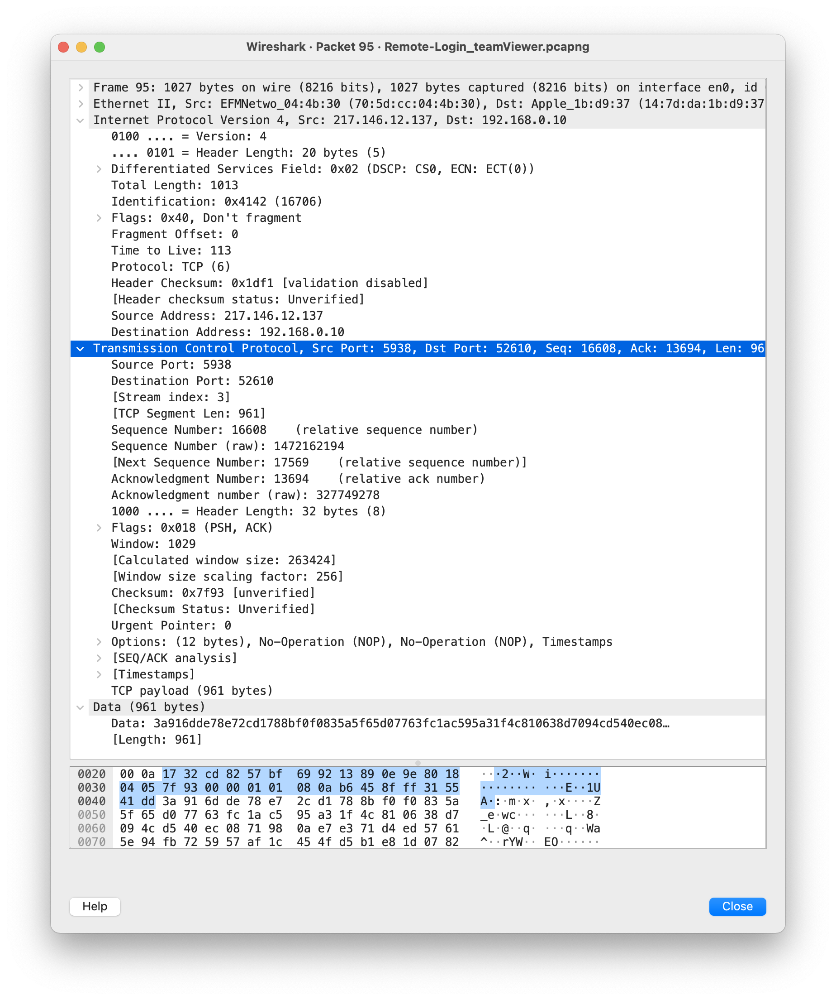 Wireshark · Packet 95 · Remote-Login_teamViewer.pcapng
Frame 95: 1027 bytes on wire (8216 bits), 1027 bytes captured (8216 bits) on interface en0, id
Ethernet II, Src: EFMNetwo_04:4b:30 (70:5d:cc:04:4b:30), Dst: Apple_1b:d9:37 (14:7d:da:1b:d9:37
Internet Protocol Version 4, Src: 217.146.12.137, Dst: 192.168.0.10
0100 .... = Version: 4
.... 0101 = Header Length: 20 bytes (5)
Differentiated Services Field: 0x02 (DSCP: CS0, ECN: ECT(0))
Total Length: 1013
Identification: 0x4142 (16706)
Flags: 0x40, Don't fragment
Fragment Offset: 0
Time to Live: 113
Protocol: TCP (6)
Header Checksum: 0x1df1 [validation disabled]
[Header checksum status: Unverified]
Source Address: 217.146.12.137
Destination Address: 192.168.0.10
Transmission Control Protocol, Src Port: 5938, Dst Port: 52610, Seq: 16608, Ack: 13694, Len: 96
Source Port: 5938
Destination Port: 52610
[Stream index: 3]
[TCP Segment Len: 961]
Sequence Number: 16608    (relative sequence number)
Sequence Number (raw): 1472162194
[Next Sequence Number: 17569    (relative sequence number)]
Acknowledgment Number: 13694    (relative ack number)
Acknowledgment number (raw): 327749278
1000 .... = Header Length: 32 bytes (8)
Flags: 0x018 (PSH, ACK)
Window: 1029
[Calculated window size: 263424]
[Window size scaling factor: 256]
Checksum: 0x7f93 [unverified]
[Checksum Status: Unverified]
Urgent Pointer: 0
Options: (12 bytes), No-Operation (NOP), No-Operation (NOP), Timestamps
[SEQ/ACK analysis]
[Timestamps]
TCP payload (961 bytes)
Data (961 bytes)
Data: 3a916dde78e72cd1788bf0f0835a5f65d07763fc1ac595a31f4c810638d7094cd540ec08…
[Length: 961]
0020 00 0a 17 32 cd 82 57 bf 69 92 13 89 0e 9e 80 18 ···2··W· i·······
0030 04 05 7f 93 00 00 01 01 08 0a b6 45 8f ff 31 55 ········ ···E··1U
0040 41 dd 3a 91 6d de 78 e7 2c d1 78 8b f0 f0 83 5a A·:·m·x· ,·x····Z
0050 5f 65 d0 77 63 fc 1a c5 95 a3 1f 4c 81 06 38 d7 _e·wc··· ···L··8·
0060 09 4c d5 40 ec 08 71 98 0a e7 e3 71 d4 ed 57 61 ·L·@··q· ···q··Wa
0070 5e 94 fb 72 59 57 af 1c 45 4f d5 b1 e8 1d 07 82 ^··rYW·· EO······
Help
Close